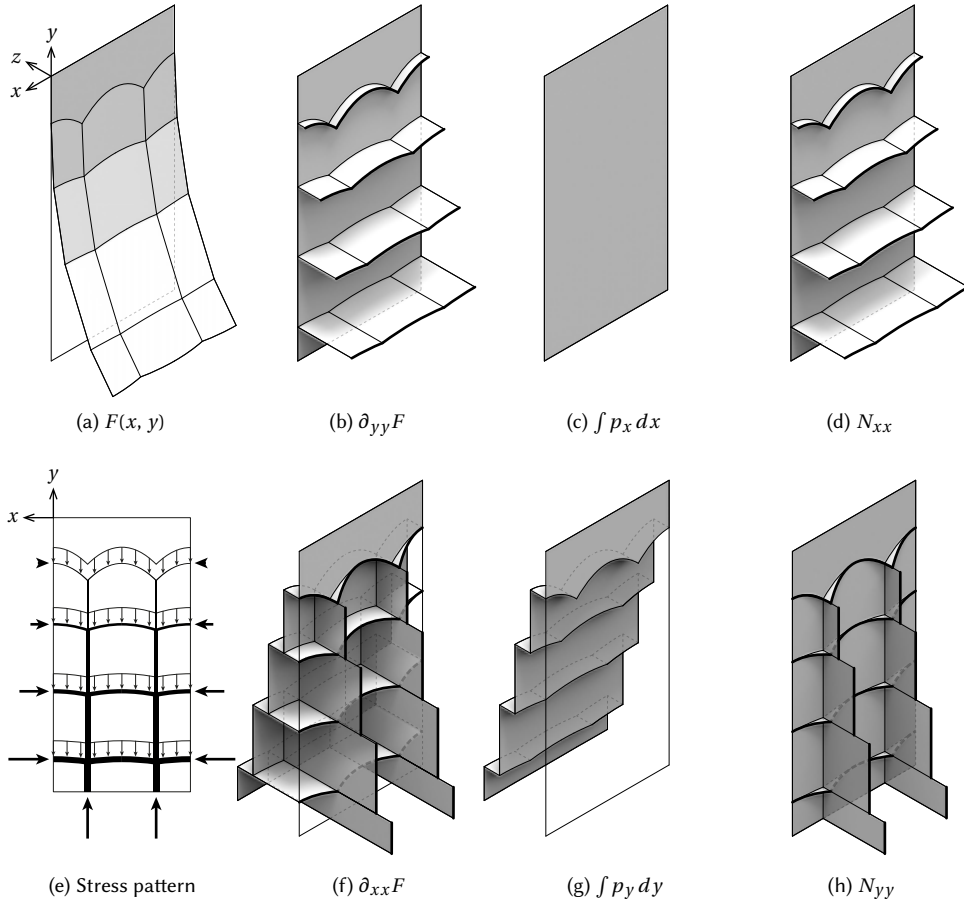 y
z
x
(a) F(x, y)
(b) ∂yyF
(c) ∫ px dx
(d) Nxx
y
x
(e) Stress pattern
(f) ∂xxF
(g) ∫ py dy
(h) Nyy